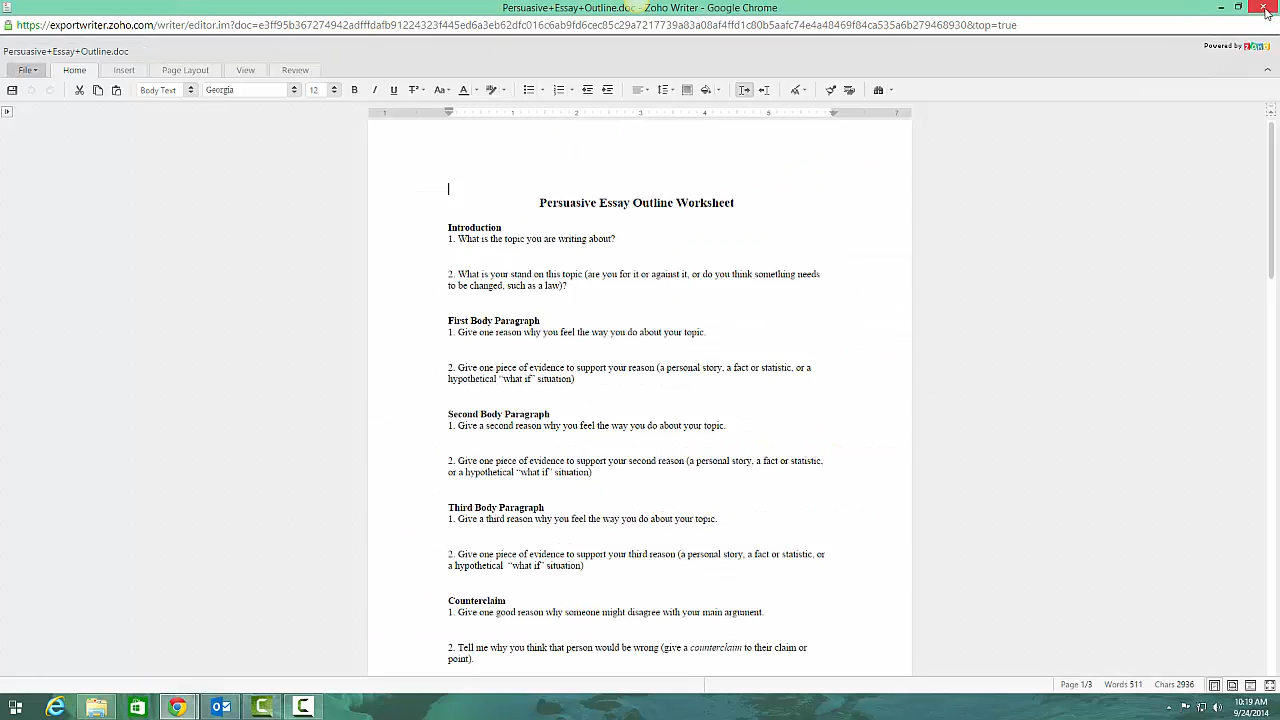 Persuasive+Essay+Outline.doc - Zoho Writer - Google Chrome
https://exportwriter.zoho.com/writer/editor.im?doc=e3ff95b367274942adfffdafb91224323f445ed6a3eb62dfc016c6ab9fd6cec85c29a7217739a83a08af4ffd1c80b5aafc74e4a48469f84ca535a6b279468930&top=true
Persuasive+Essay+Outline.doc
Powered by ZOHO
File Home Insert Page Layout View Review
Body Text Georgia 12 B I U
1 1 2 3 4 5 7
Persuasive Essay Outline Worksheet
Introduction
1. What is the topic you are writing about?
2. What is your stand on this topic (are you for it or against it, or do you think something needs
to be changed, such as a law)?
First Body Paragraph
1. Give one reason why you feel the way you do about your topic.
2. Give one piece of evidence to support your reason (a personal story, a fact or statistic, or a
hypothetical “what if” situation)
Second Body Paragraph
1. Give a second reason why you feel the way you do about your topic.
2. Give one piece of evidence to support your second reason (a personal story, a fact or statistic,
or a hypothetical “what if” situation)
Third Body Paragraph
1. Give a third reason why you feel the way you do about your topic.
2. Give one piece of evidence to support your third reason (a personal story, a fact or statistic, or
a hypothetical “what if” situation)
Counterclaim
1. Give one good reason why someone might disagree with your main argument.
2. Tell me why you think that person would be wrong (give a counterclaim to their claim or
point).
Page 1/3 Words 511 Chars 2936
10:19 AM
9/24/2014